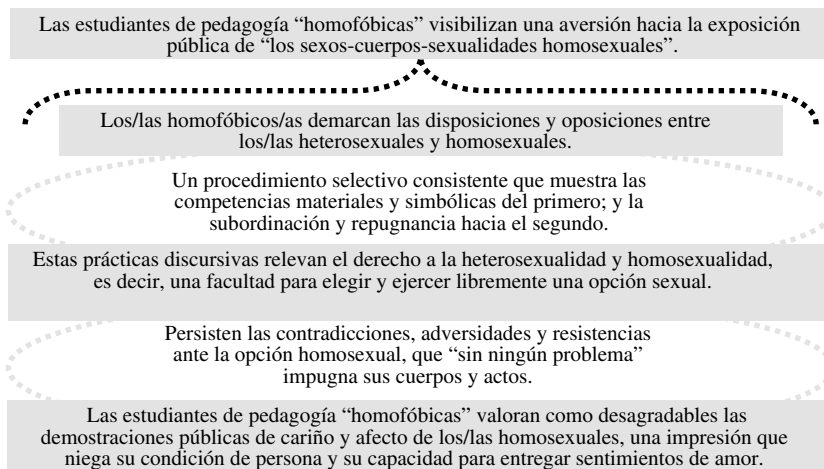 Las estudiantes de pedagogía “homofóbicas” visibilizan una aversión hacia la exposición
pública de “los sexos-cuerpos-sexualidades homosexuales”.
Los/las homofóbicos/as demarcan las disposiciones y oposiciones entre
los/las heterosexuales y homosexuales.
Un procedimiento selectivo consistente que muestra las
competencias materiales y simbólicas del primero; y la
subordinación y repugnancia hacia el segundo.
Estas prácticas discursivas relevan el derecho a la heterosexualidad y homosexualidad,
es decir, una facultad para elegir y ejercer libremente una opción sexual.
Persisten las contradicciones, adversidades y resistencias
ante la opción homosexual, que “sin ningún problema”
impugna sus cuerpos y actos.
Las estudiantes de pedagogía “homofóbicas” valoran como desagradables las
demostraciones públicas de cariño y afecto de los/las homosexuales, una impresión que
niega su condición de persona y su capacidad para entregar sentimientos de amor.